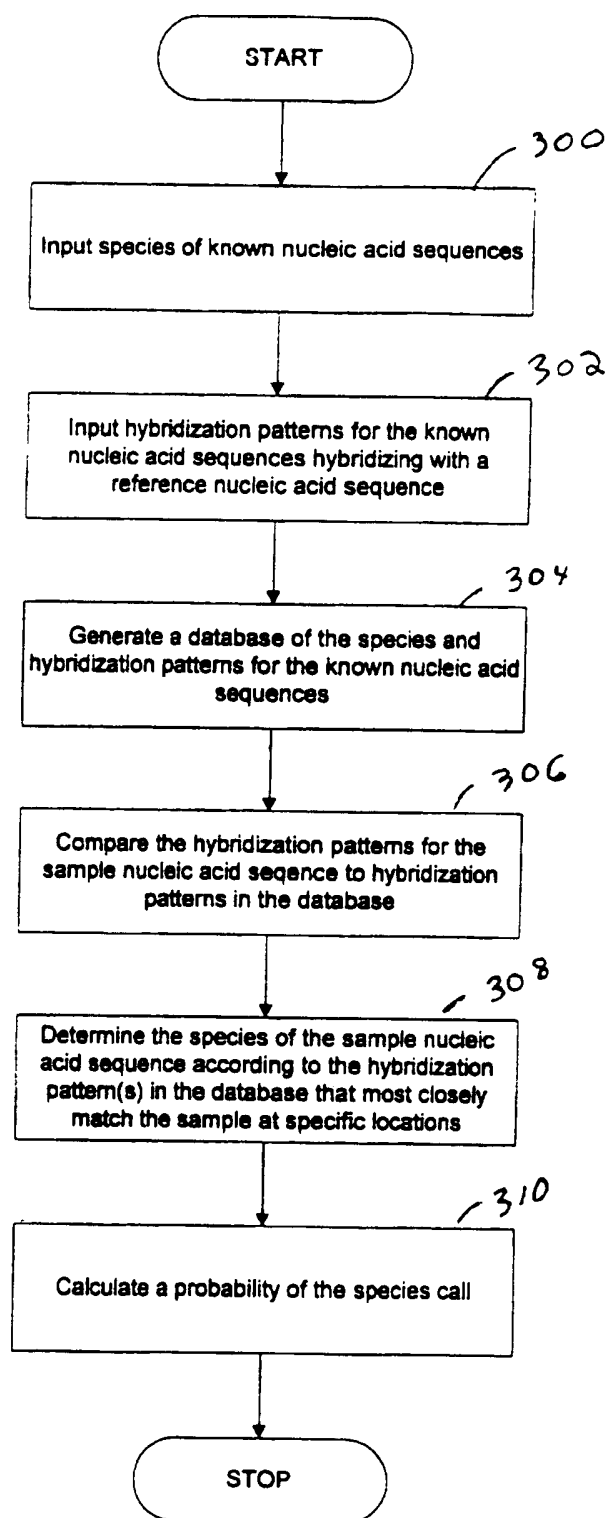 START
300
Input species of known nucleic acid sequences
302
Input hybridization patterns for the known
nucleic acid sequences hybridizing with a
reference nucleic acid sequence
304
Generate a database of the species and
hybridization patterns for the known nucleic acid
sequences
306
Compare the hybridization patterns for the
sample nucleic acid seqence to hybridization
patterns in the database
308
Determine the species of the sample nucleic
acid sequence according to the hybridization
pattern(s) in the database that most closely
match the sample at specific locations
310
Calculate a probability of the species call
STOP